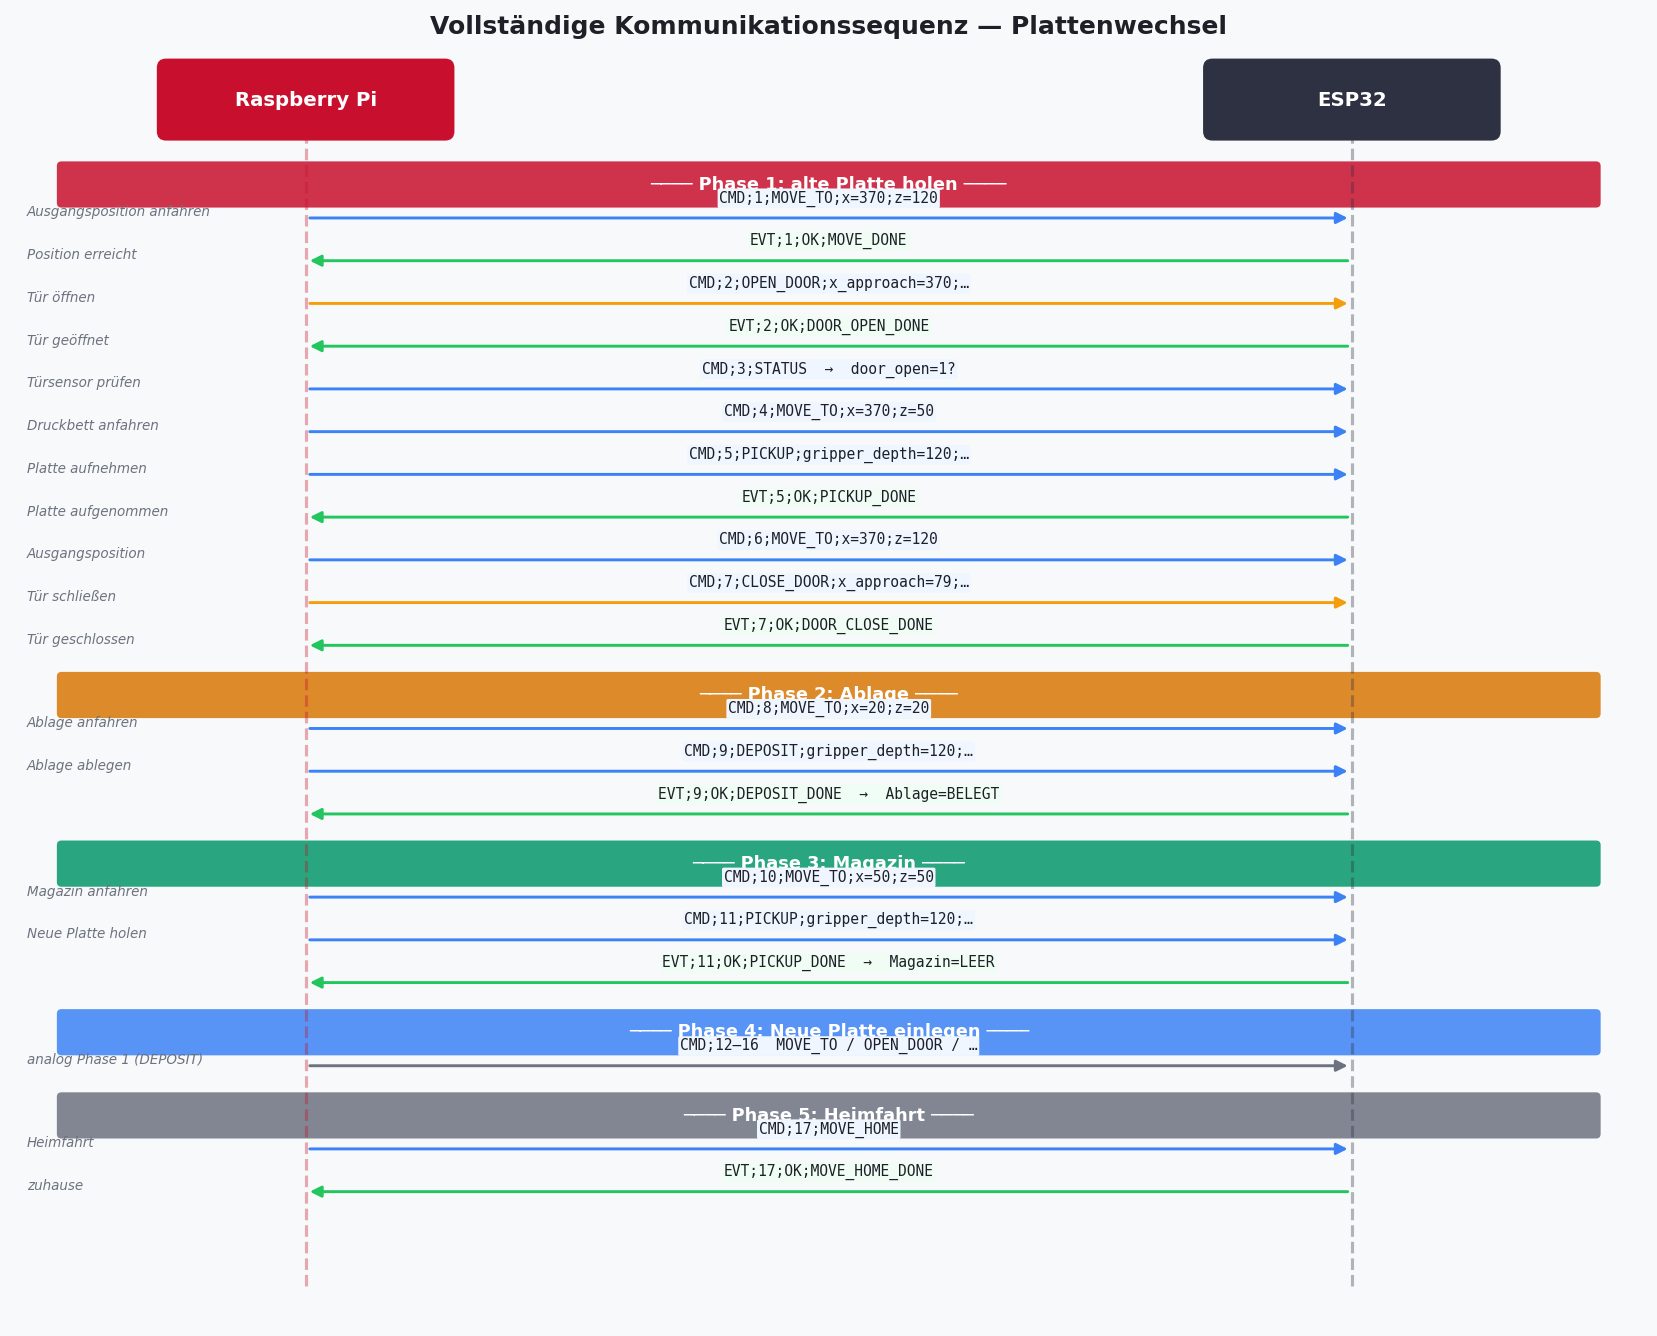 Vollständige Kommunikationssequenz — Plattenwechsel
Raspberry Pi
ESP32
─── Phase 1: alte Platte holen ───
CMD;1;MOVE_TO;x=370;z=120
Ausgangsposition anfahren
EVT;1;OK;MOVE_DONE
Position erreicht
CMD;2;OPEN_DOOR;x_approach=370;…
Tür öffnen
EVT;2;OK;DOOR_OPEN_DONE
Tür geöffnet
CMD;3;STATUS → door_open=1?
Türsensor prüfen
CMD;4;MOVE_TO;x=370;z=50
Druckbett anfahren
CMD;5;PICKUP;gripper_depth=120;…
Platte aufnehmen
EVT;5;OK;PICKUP_DONE
Platte aufgenommen
CMD;6;MOVE_TO;x=370;z=120
Ausgangsposition
CMD;7;CLOSE_DOOR;x_approach=79;…
Tür schließen
EVT;7;OK;DOOR_CLOSE_DONE
Tür geschlossen
─── Phase 2: Ablage ───
CMD;8;MOVE_TO;x=20;z=20
Ablage anfahren
CMD;9;DEPOSIT;gripper_depth=120;…
Ablage ablegen
EVT;9;OK;DEPOSIT_DONE → Ablage=BELEGT
─── Phase 3: Magazin ───
CMD;10;MOVE_TO;x=50;z=50
Magazin anfahren
CMD;11;PICKUP;gripper_depth=120;…
Neue Platte holen
EVT;11;OK;PICKUP_DONE → Magazin=LEER
─── Phase 4: Neue Platte einlegen ───
CMD;12–16 MOVE_TO / OPEN_DOOR / …
analog Phase 1 (DEPOSIT)
─── Phase 5: Heimfahrt ───
CMD;17;MOVE_HOME
Heimfahrt
EVT;17;OK;MOVE_HOME_DONE
zuhause